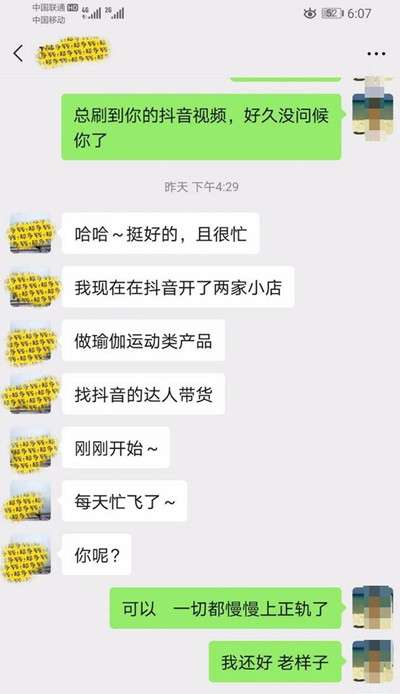 中国联通 HD 4G 2G
中国移动
52 6:07
总刷到你的抖音视频，好久没问候
你了
昨天 下午4:29
哈哈～挺好的，且很忙
我现在在抖音开了两家小店
做瑜伽运动类产品
找抖音的达人带货
刚刚开始～
每天忙飞了～
你呢？
可以 一切都慢慢上正轨了
我还好 老样子